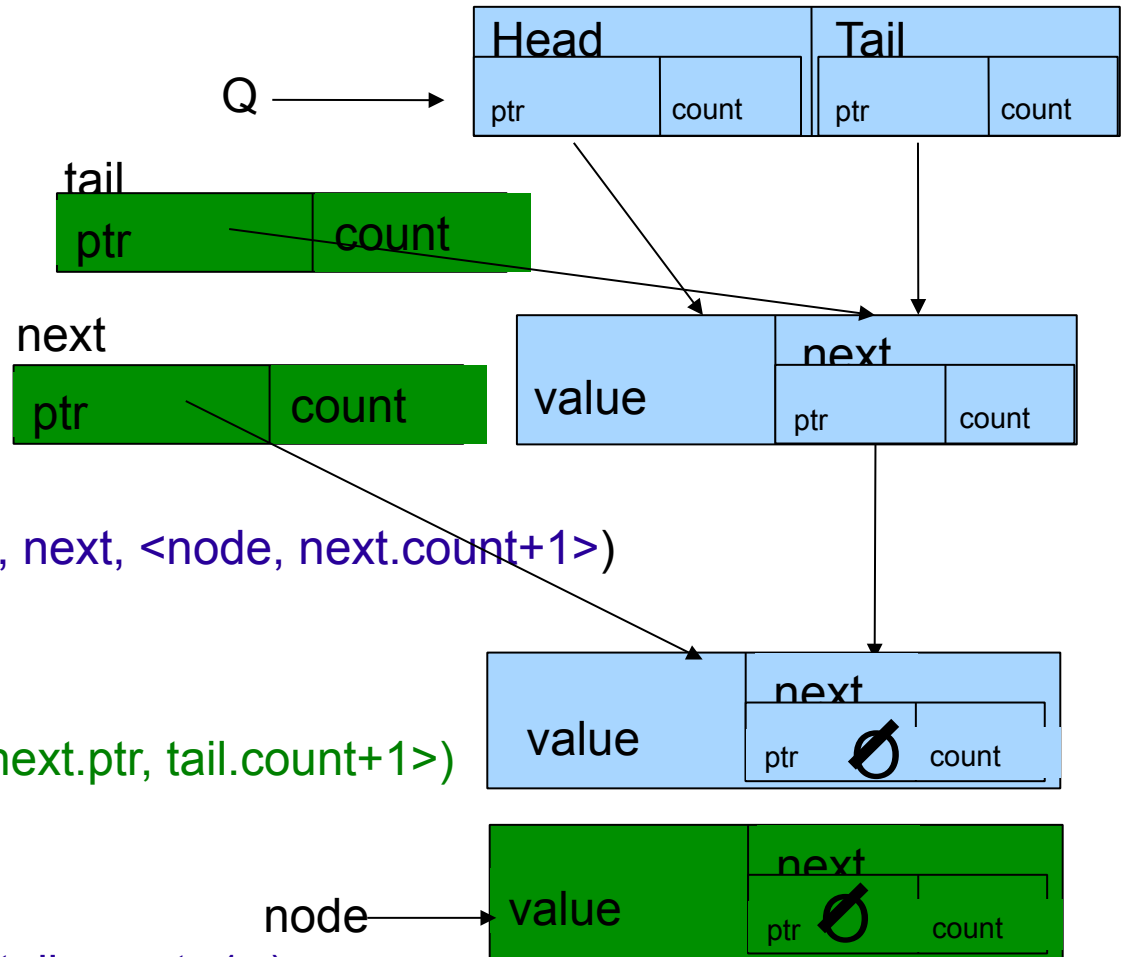 Head Tail
Q
ptr count ptr count
tail
ptr count
next
next
ptr count
value
ptr count
, next, <node, next.count+1>)
next
value
ptr count
next.ptr, tail.count+1>)
next
node
value
ptr count